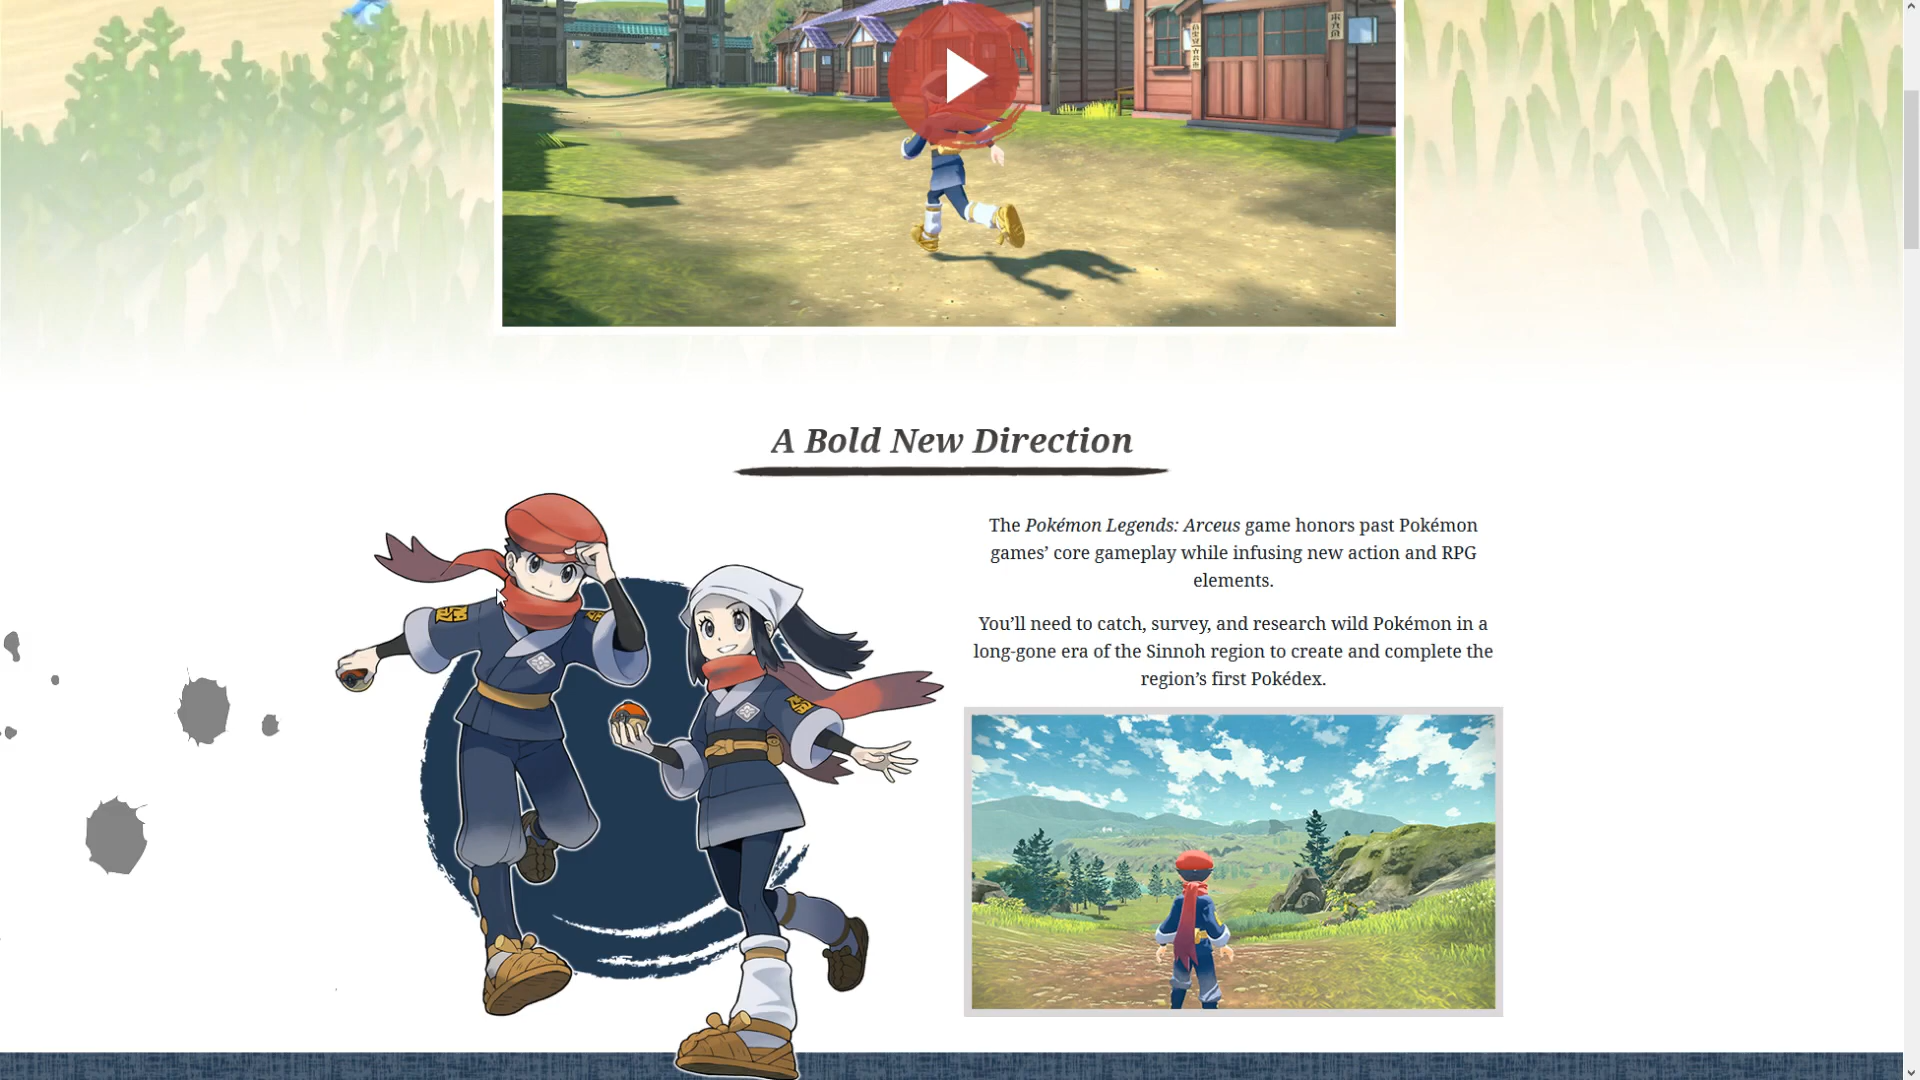 A Bold New Direction
The Pokémon Legends: Arceus game honors past Pokémon
games’ core gameplay while infusing new action and RPG
elements.
You’ll need to catch, survey, and research wild Pokémon in a
long-gone era of the Sinnoh region to create and complete the
region’s first Pokédex.